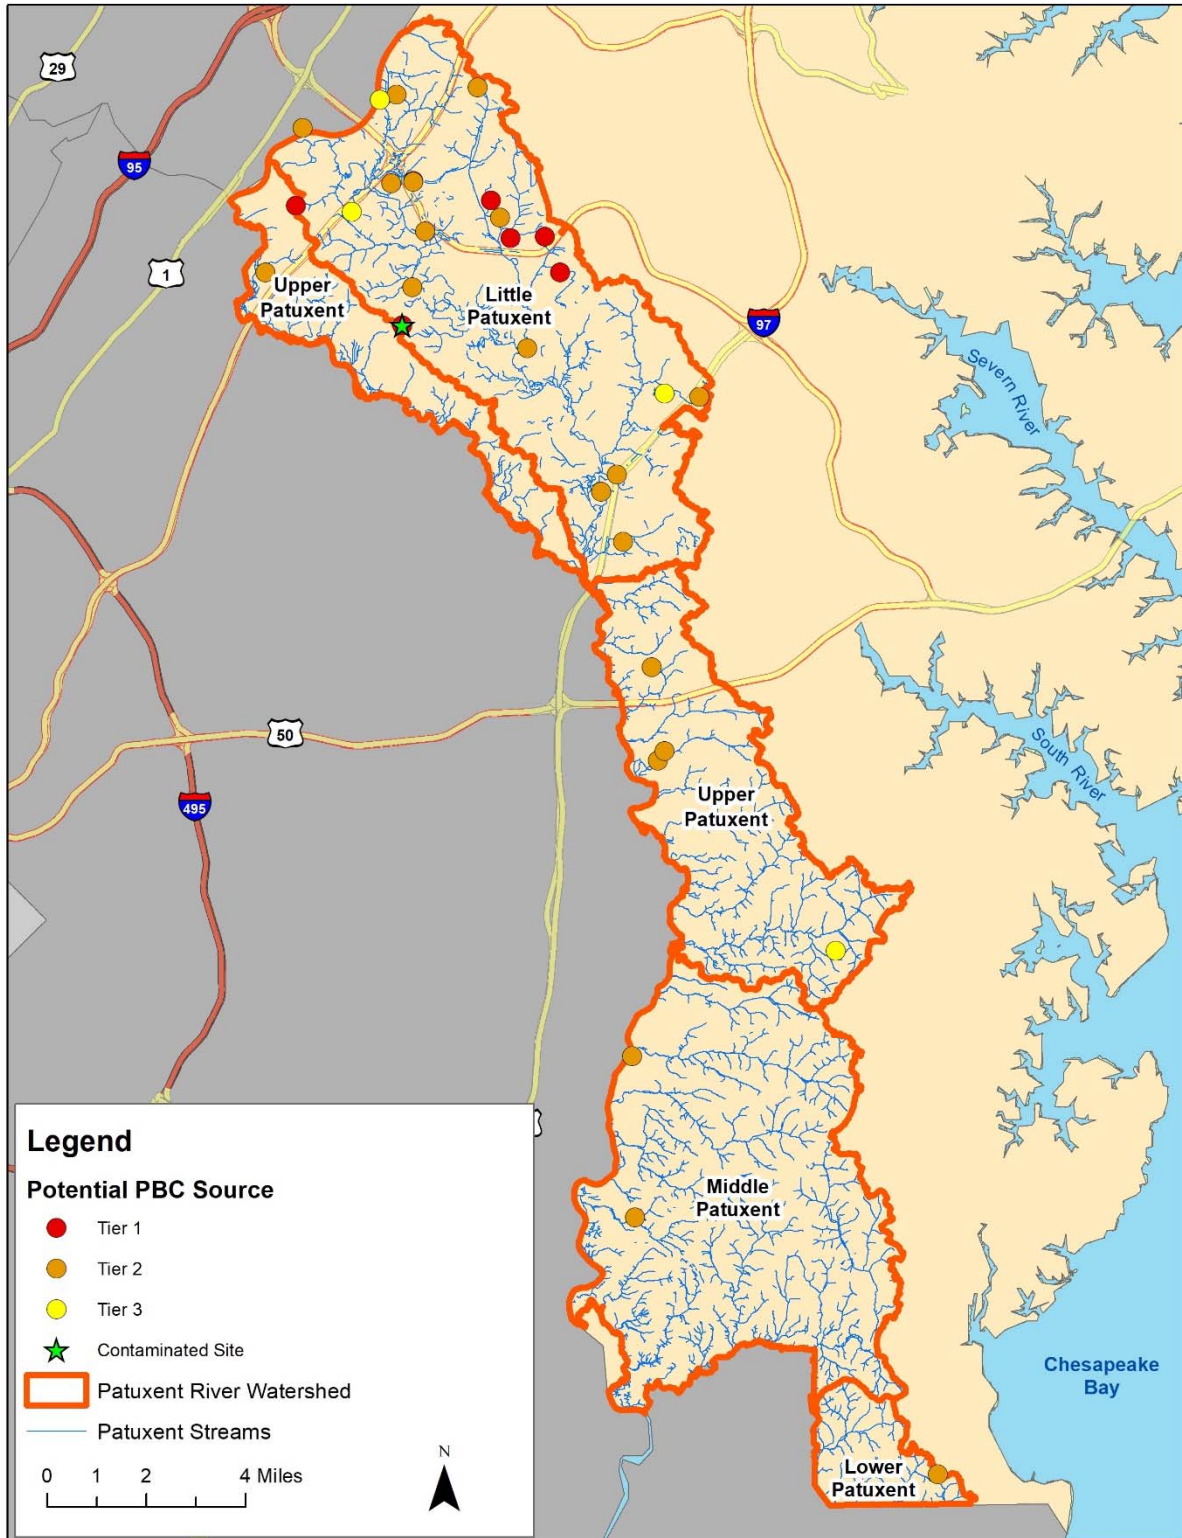 29
95
1
Upper
Patuxent
Little
Patuxent
97
Severn River
50
495
South River
Upper
Patuxent
Middle
Patuxent
Chesapeake
Bay
Lower
Patuxent
Legend
Potential PBC Source
Tier 1
Tier 2
Tier 3
Contaminated Site
Patuxent River Watershed
Patuxent Streams
0 1 2 4 Miles
N